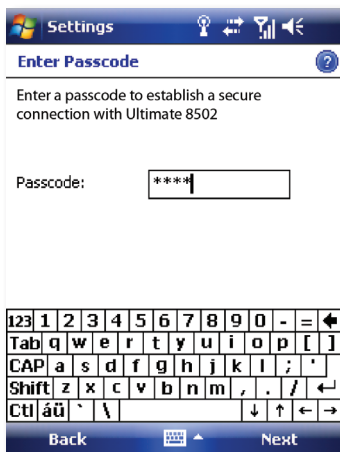 Settings
Enter Passcode ?
Enter a passcode to establish a secure
connection with Ultimate 8502
Passcode: ****
123 1 2 3 4 5 6 7 8 9 0 - =
Tab q w e r t y u i o p [ ]
CAP a s d f g h j k l ; '
Shift z x c v b n m , . /
Ctl áü ` \ ↓ ↑ ← →
Back Next